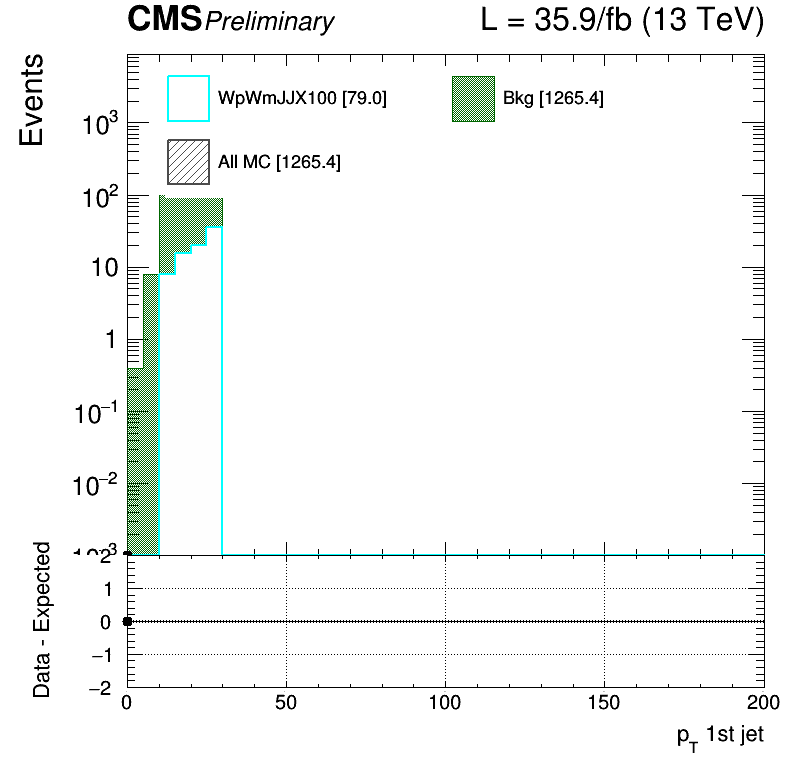 CMS Preliminary L = 35.9/fb (13 TeV)
Events
WpWmJJX100 [79.0] Bkg [1265.4]
All MC [1265.4]
10³
10²
10
1
10⁻¹
10⁻²
Data - Expected
2
1
0
−1
−2
0 50 100 150 200
p_T 1st jet